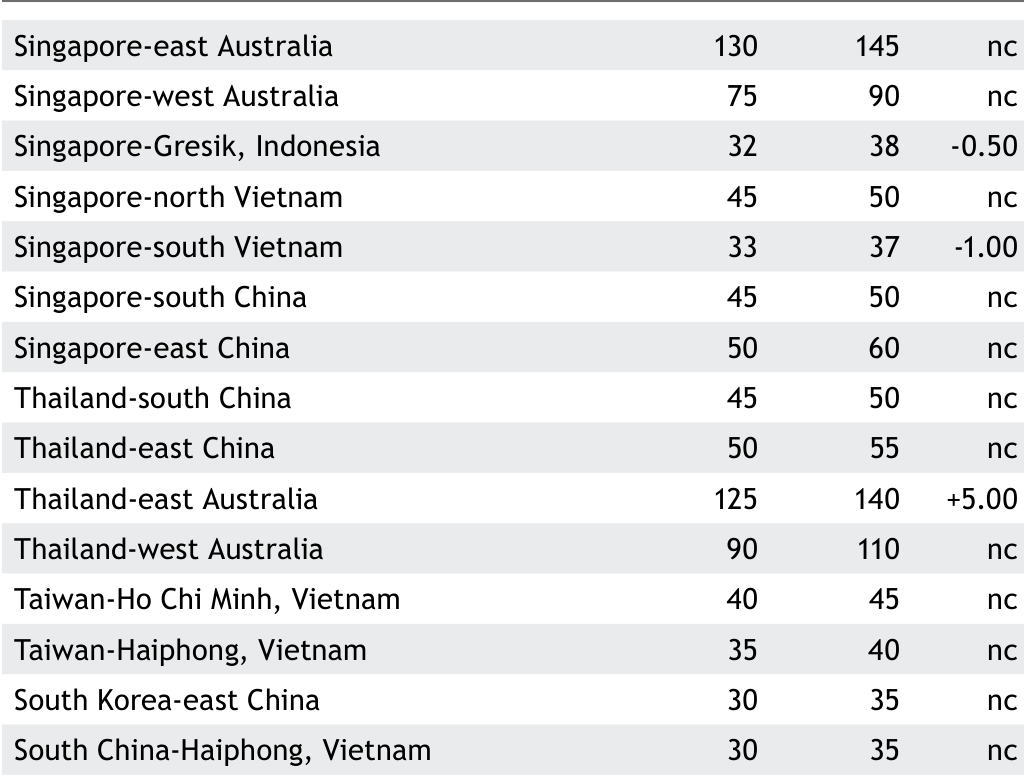 Singapore-east Australia 130 145 nc
Singapore-west Australia 75 90 nc
Singapore-Gresik, Indonesia 32 38 -0.50
Singapore-north Vietnam 45 50 nc
Singapore-south Vietnam 33 37 -1.00
Singapore-south China 45 50 nc
Singapore-east China 50 60 nc
Thailand-south China 45 50 nc
Thailand-east China 50 55 nc
Thailand-east Australia 125 140 +5.00
Thailand-west Australia 90 110 nc
Taiwan-Ho Chi Minh, Vietnam 40 45 nc
Taiwan-Haiphong, Vietnam 35 40 nc
South Korea-east China 30 35 nc
South China-Haiphong, Vietnam 30 35 nc